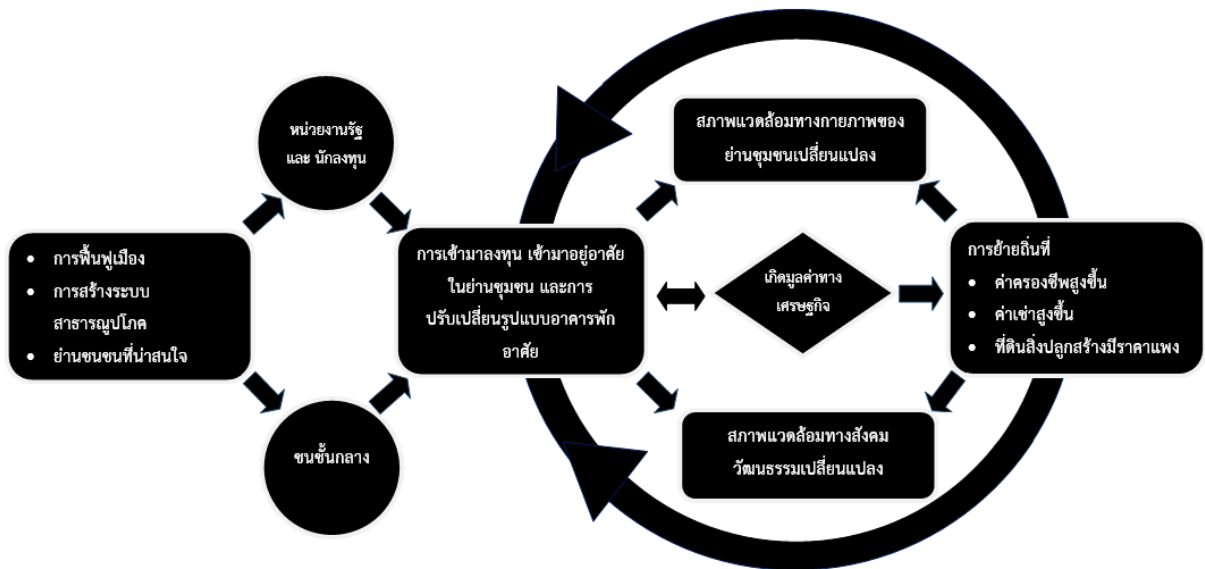 หน่วยงานรัฐ
และ นักลงทุน
• การฟื้นฟูเมือง
• การสร้างระบบ
สาธารณูปโภค
• ย่านชนชนที่น่าสนใจ
ชนชั้นกลาง
การเข้ามาลงทุน เข้ามาอยู่อาศัย
ในย่านชุมชน และการ
ปรับเปลี่ยนรูปแบบอาคารพัก
อาศัย
สภาพแวดล้อมทางกายภาพของ
ย่านชุมชนเปลี่ยนแปลง
เกิดมูลค่าทาง
เศรษฐกิจ
สภาพแวดล้อมทางสังคม
วัฒนธรรมเปลี่ยนแปลง
การย้ายถิ่นที่
• ค่าครองชีพสูงขึ้น
• ค่าเช่าสูงขึ้น
• ที่ดินสิ่งปลูกสร้างมีราคาแพง